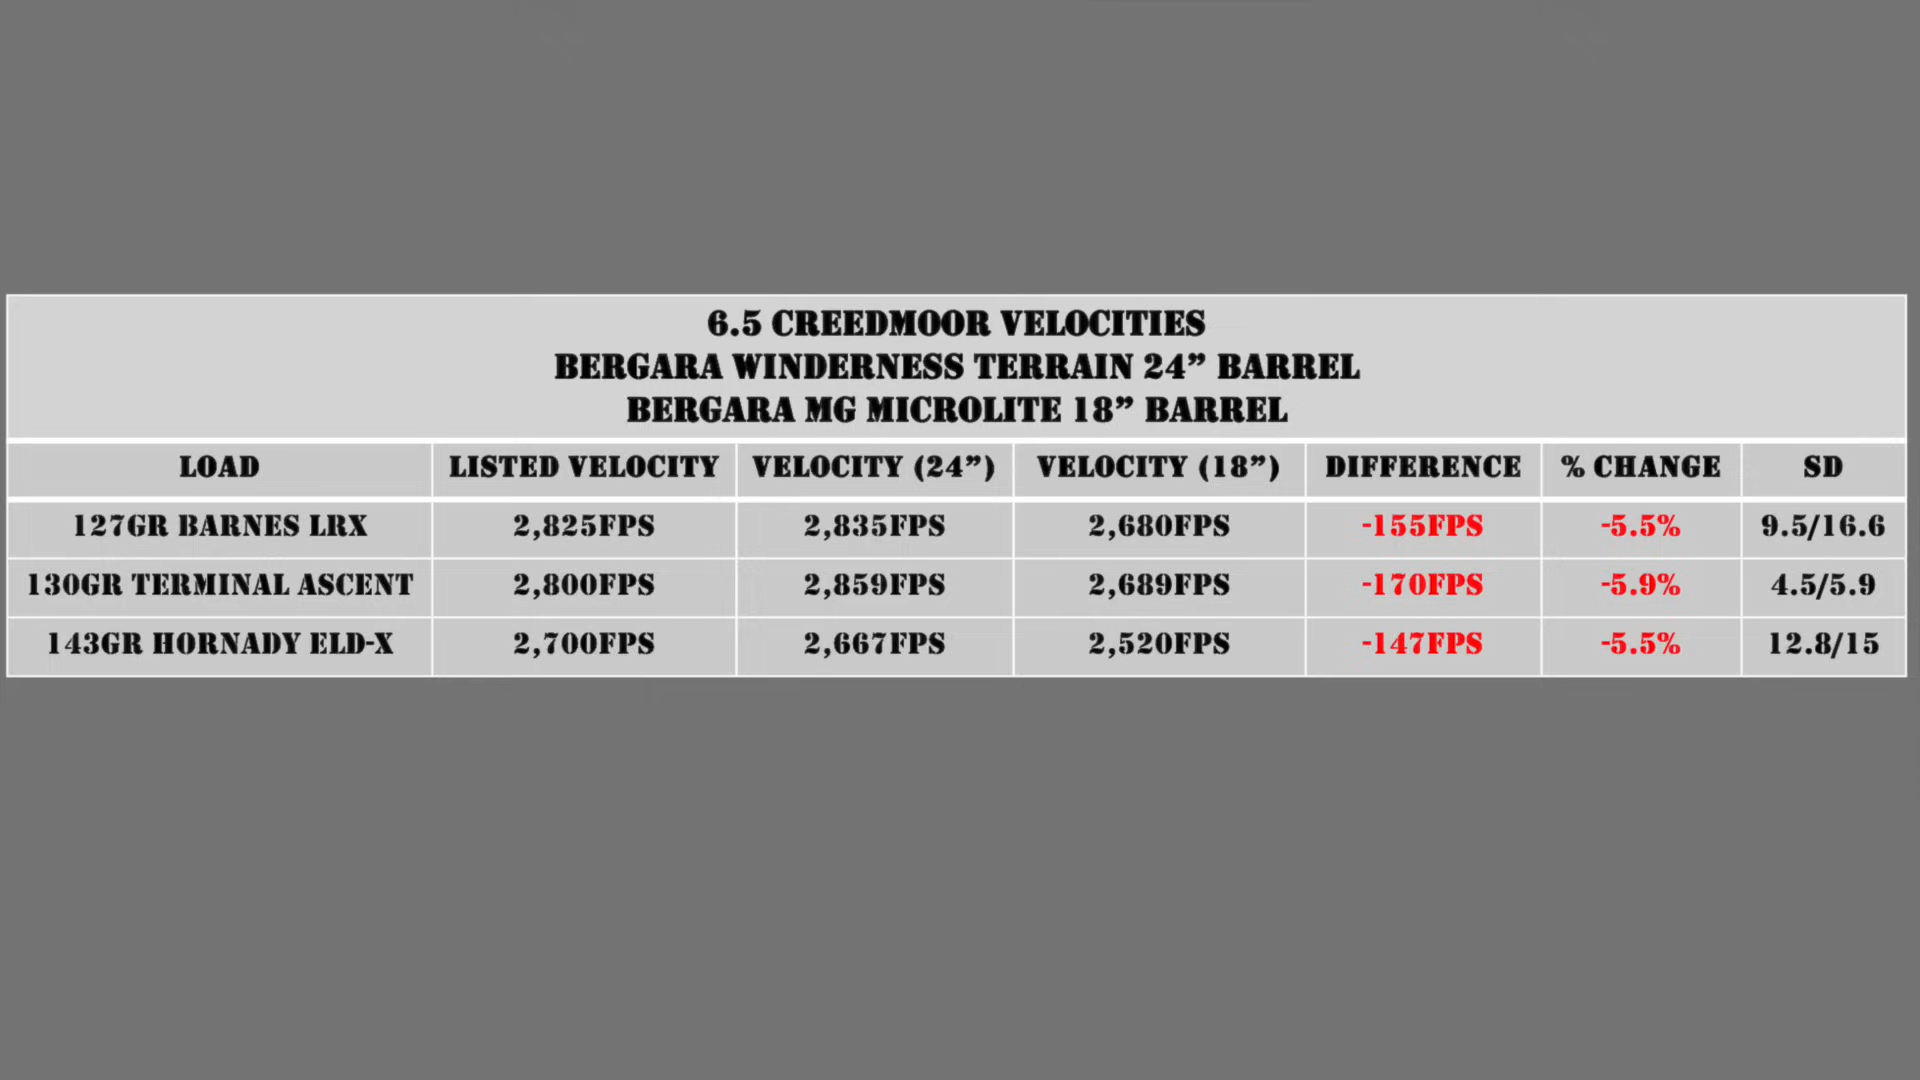 6.5 CREEDMOOR VELOCITIES
BERGARA WINDERNESS TERRAIN 24” BARREL
BERGARA MG MICROLITE 18” BARREL
LOAD LISTED VELOCITY VELOCITY (24”) VELOCITY (18”) DIFFERENCE % CHANGE SD
127GR BARNES LRX 2,825FPS 2,835FPS 2,680FPS -155FPS -5.5% 9.5/16.6
130GR TERMINAL ASCENT 2,800FPS 2,859FPS 2,689FPS -170FPS -5.9% 4.5/5.9
143GR HORNADY ELD-X 2,700FPS 2,667FPS 2,520FPS -147FPS -5.5% 12.8/15